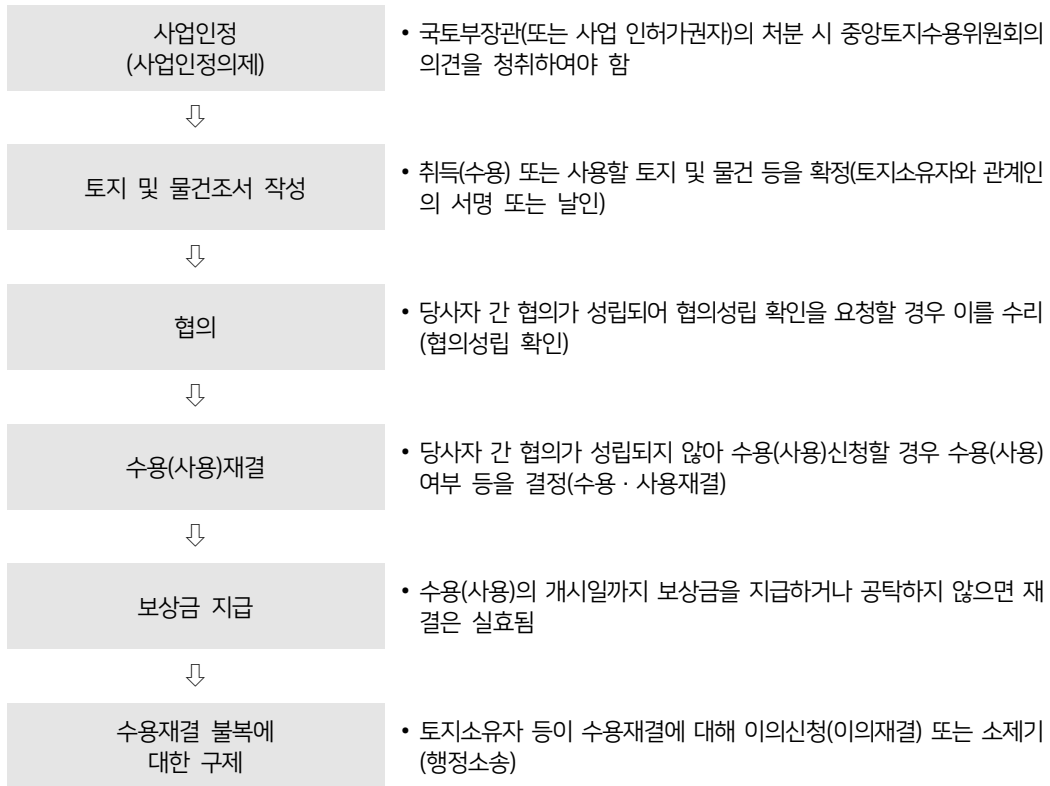 사업인정
(사업인정의제)
• 국토부장관(또는 사업 인허가권자)의 처분 시 중앙토지수용위원회의
의견을 청취하여야 함
⇩
토지 및 물건조서 작성
• 취득(수용) 또는 사용할 토지 및 물건 등을 확정(토지소유자와 관계인
의 서명 또는 날인)
⇩
협의
• 당사자 간 협의가 성립되어 협의성립 확인을 요청할 경우 이를 수리
(협의성립 확인)
⇩
수용(사용)재결
• 당사자 간 협의가 성립되지 않아 수용(사용)신청할 경우 수용(사용)
여부 등을 결정(수용 · 사용재결)
⇩
보상금 지급
• 수용(사용)의 개시일까지 보상금을 지급하거나 공탁하지 않으면 재
결은 실효됨
⇩
수용재결 불복에
대한 구제
• 토지소유자 등이 수용재결에 대해 이의신청(이의재결) 또는 소제기
(행정소송)